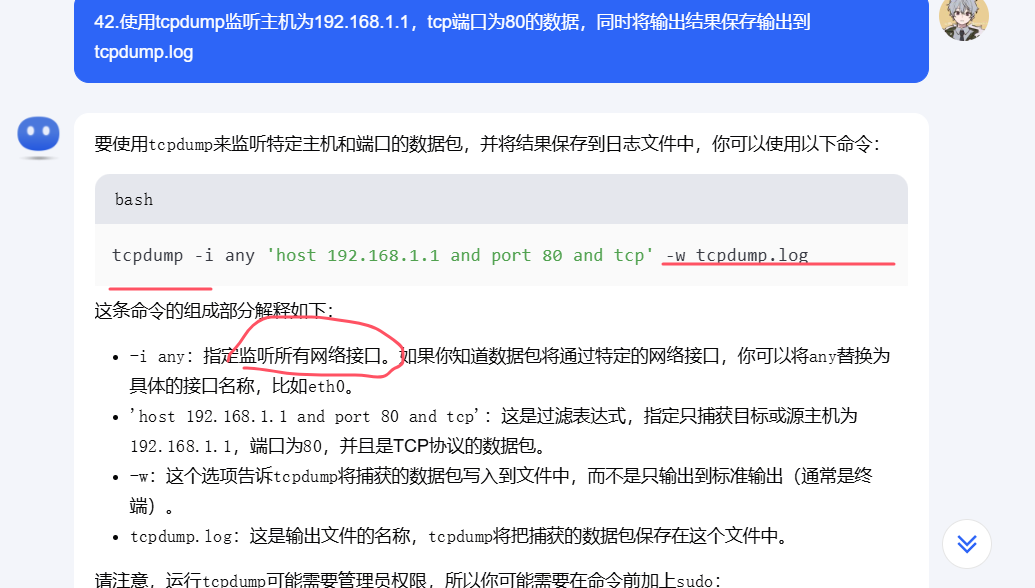 42.使用tcpdump监听主机为192.168.1.1，tcp端口为80的数据，同时将输出结果保存输出到
tcpdump.log
要使用tcpdump来监听特定主机和端口的数据包，并将结果保存到日志文件中，你可以使用以下命令：
bash
tcpdump -i any 'host 192.168.1.1 and port 80 and tcp' -w tcpdump.log
这条命令的组成部分解释如下：
• -i any：指定监听所有网络接口。如果你知道数据包将通过特定的网络接口，你可以将any替换为
具体的接口名称，比如eth0。
• 'host 192.168.1.1 and port 80 and tcp'：这是过滤表达式，指定只捕获目标或源主机为
192.168.1.1，端口为80，并且是TCP协议的数据包。
• -w：这个选项告诉tcpdump将捕获的数据包写入到文件中，而不是只输出到标准输出（通常是终
端）。
• tcpdump.log：这是输出文件的名称，tcpdump将把捕获的数据包保存在这个文件中。
请注意，运行tcpdump可能需要管理员权限，所以你可能需要在命令前加上sudo：